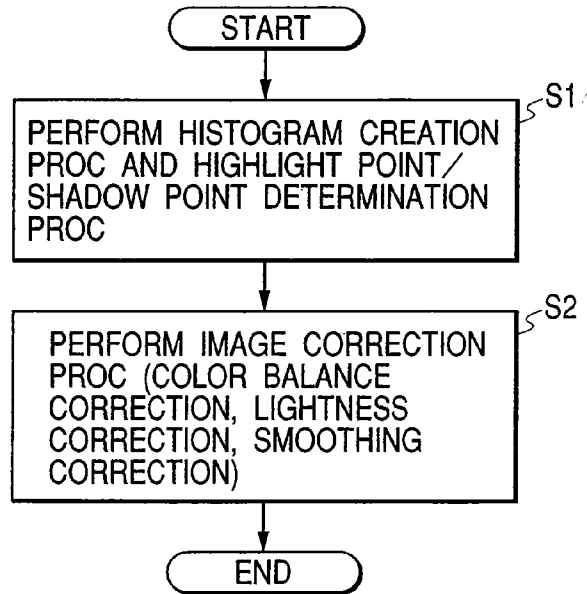 START
S1
PERFORM HISTOGRAM CREATION
PROC AND HIGHLIGHT POINT/
SHADOW POINT DETERMINATION
PROC
S2
PERFORM IMAGE CORRECTION
PROC (COLOR BALANCE
CORRECTION, LIGHTNESS
CORRECTION, SMOOTHING
CORRECTION)
END